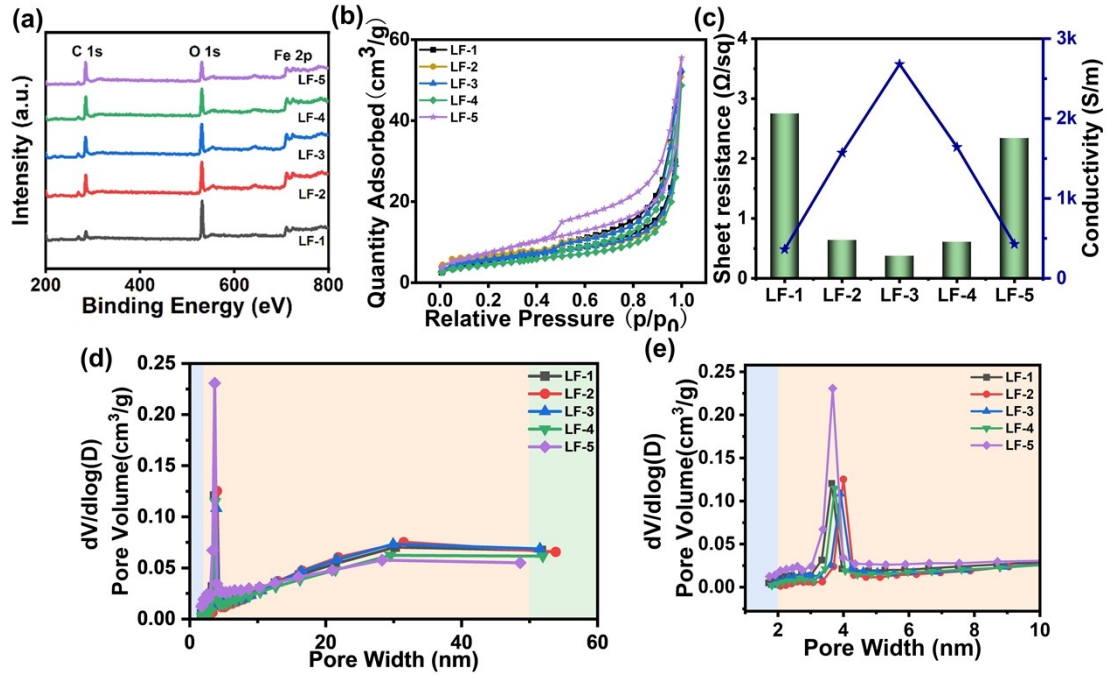 (a)
C 1s
O 1s
Fe 2p
LF-5
LF-4
LF-3
LF-2
LF-1
Intensity (a.u.)
200
400
600
800
Binding Energy (eV)
(b)
60
40
20
0
Quantity Adsorbed(cm³/g)
LF-1
LF-2
LF-3
LF-4
LF-5
0.0
0.2
0.4
0.6
0.8
1.0
Relative Pressure (p/p₀)
(c)
Sheet resistance (Ω/sq)
4
3
2
1
0
3k
2k
1k
0
Conductivity (S/m)
LF-1
LF-2
LF-3
LF-4
LF-5
(d)
dV/dlog(D)
Pore Volume(cm³/g)
0.25
0.20
0.15
0.10
0.05
0.00
LF-1
LF-2
LF-3
LF-4
LF-5
0
20
40
60
Pore Width (nm)
(e)
dV/dlog(D)
Pore Volume(cm³/g)
0.25
0.20
0.15
0.10
0.05
0.00
LF-1
LF-2
LF-3
LF-4
LF-5
2
4
6
8
10
Pore Width (nm)